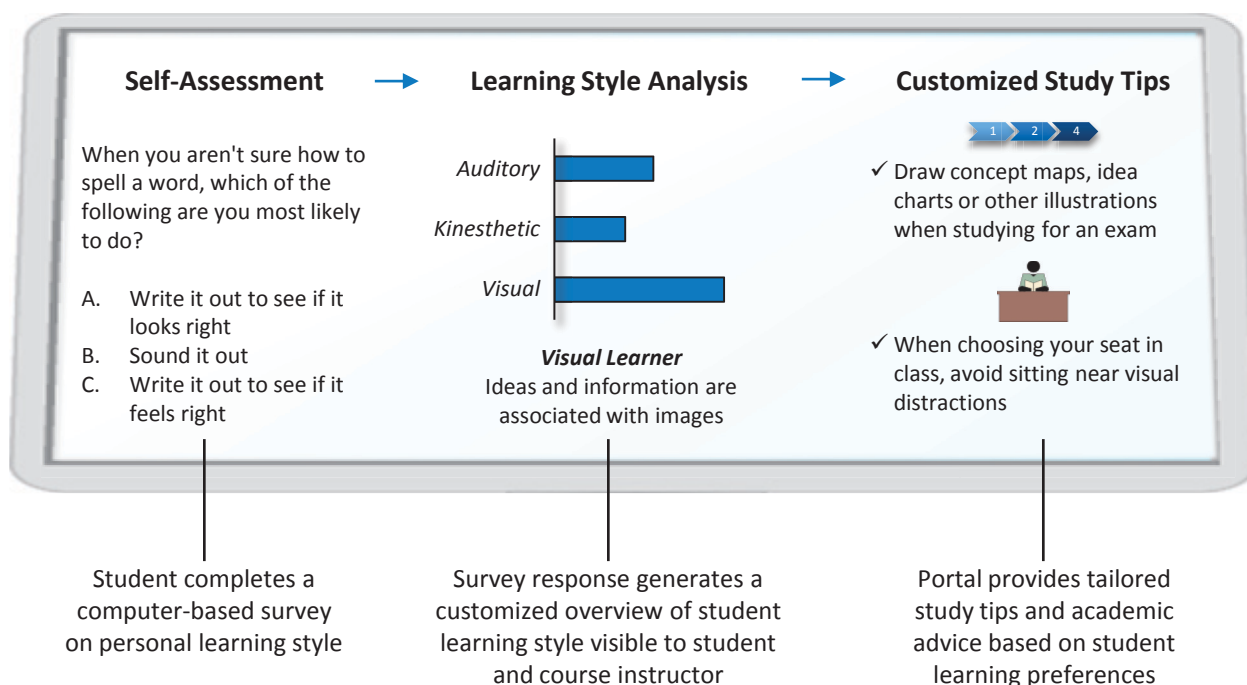 Self-Assessment
Learning Style Analysis
Customized Study Tips
When you aren't sure how to
spell a word, which of the
following are you most likely
to do?
A. Write it out to see if it
looks right
B. Sound it out
C. Write it out to see if it
feels right
Auditory
Kinesthetic
Visual
Visual Learner
Ideas and information are
associated with images
1 2 4
✓ Draw concept maps, idea
charts or other illustrations
when studying for an exam
✓ When choosing your seat in
class, avoid sitting near visual
distractions
Student completes a
computer-based survey
on personal learning style
Survey response generates a
customized overview of student
learning style visible to student
and course instructor
Portal provides tailored
study tips and academic
advice based on student
learning preferences